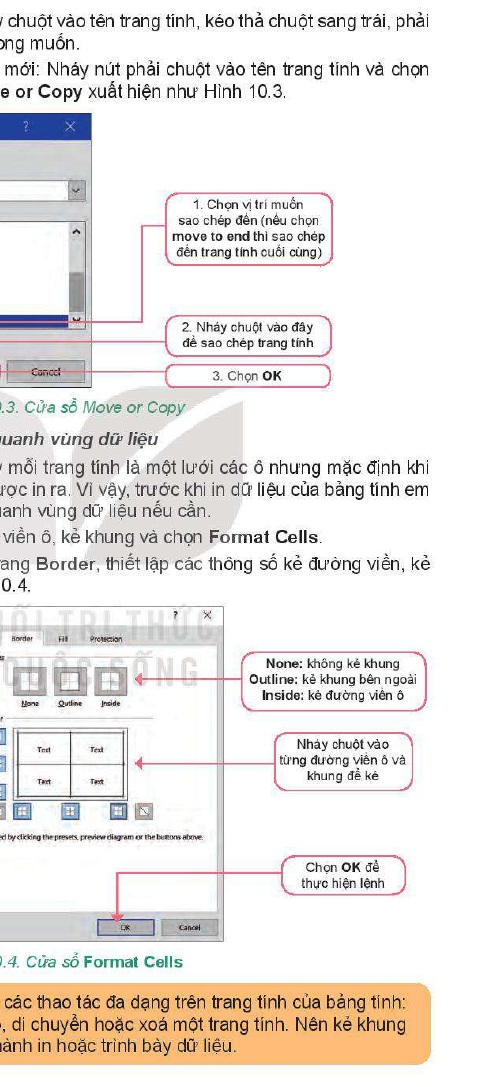 chuột vào tên trang tính, kéo thả chuột sang trái, phải
ong muốn.
mới: Nháy nút phải chuột vào tên trang tính và chọn
e or Copy xuất hiện như Hình 10.3.
?
1. Chọn vị trí muốn
sao chép đến (nếu chọn
move to end thì sao chép
đến trang tính cuối cùng)
2. Nháy chuột vào đây
để sao chép trang tính
Cancel
3. Chọn OK
.3. Cửa sổ Move or Copy
uanh vùng dữ liệu
mỗi trang tính là một lưới các ô nhưng mặc định khi
ược in ra. Vì vậy, trước khi in dữ liệu của bảng tính em
uanh vùng dữ liệu nếu cần.
viền ô, kẻ khung và chọn Format Cells.
rang Border, thiết lập các thông số kẻ đường viền, kẻ
0.4.
ỐI TRI THỨC
CUỘC SỐNG
?
Border Fill Protection
None Outline Inside
None: không kẻ khung
Outline: kẻ khung bên ngoài
Inside: kẻ đường viền ô
Text Text
Text Text
Nháy chuột vào
từng đường viền ô và
khung để kẻ
ed by clicking the presets, preview diagram or the buttons above.
Chọn OK để
thực hiện lệnh
OK Cancel
.4. Cửa sổ Format Cells
các thao tác đa dạng trên trang tính của bảng tính:
, di chuyển hoặc xoá một trang tính. Nên kẻ khung
hành in hoặc trình bày dữ liệu.